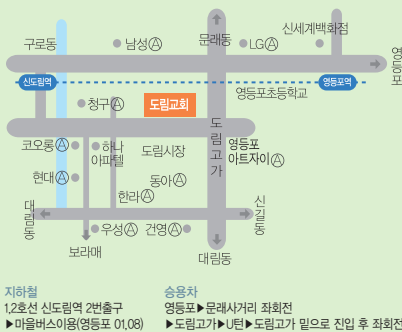 구로동
남성Ⓐ
문래동
LGⒶ
신세계백화점
영등포
신도림역
영등포역
영등포초등학교
청구Ⓐ
도림교회
도림고가
코오롱Ⓐ
하나
아파텔
도림시장
영등포
아트자이Ⓐ
현대Ⓐ
동아Ⓐ
한라Ⓐ
대림동
신길동
우성Ⓐ
건영Ⓐ
보라매
대림동
지하철
1,2호선 신도림역 2번출구
▶마을버스이용(영등포 01,08)
승용차
영등포▶문래사거리 좌회전
▶도림고가▶U턴▶도림고가 밑으로 진입 후 좌회전